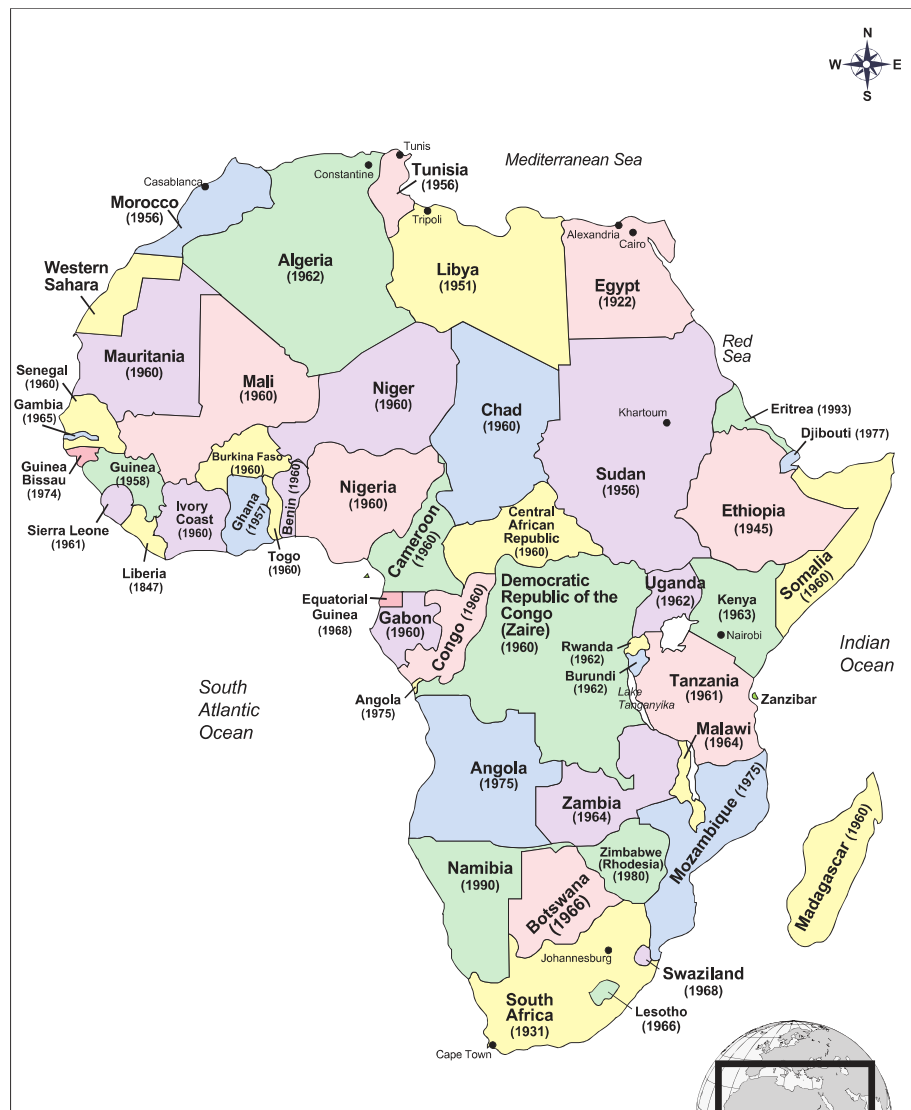 N
W
E
S
Mediterranean Sea
Tunis
Constantine
Tunisia
(1956)
Casablanca
Morocco
(1956)
Tripoli
Alexandria
Cairo
Algeria
(1962)
Libya
(1951)
Egypt
(1922)
Western
Sahara
Red
Sea
Mauritania
(1960)
Mali
(1960)
Niger
(1960)
Chad
(1960)
Khartoum
Sudan
(1956)
Eritrea (1993)
Djibouti (1977)
Senegal
(1960)
Gambia
(1965)
Guinea
Bissau
(1974)
Guinea
(1958)
Burkina Faso
(1960)
Sierra Leone
(1961)
Ivory
Coast
(1960)
Liberia
(1847)
Ghana
(1957)
Togo
(1960)
Benin (1960)
Nigeria
(1960)
Cameroon
(1960)
Central
African
Republic
(1960)
Ethiopia
(1945)
Somalia
(1960)
Equatorial
Guinea
(1968)
Gabon
(1960)
Congo (1960)
Democratic
Republic of the
Congo
(Zaire)
(1960)
Uganda
(1962)
Kenya
(1963)
Nairobi
Rwanda
(1962)
Burundi
(1962)
Lake
Tanganyika
Tanzania
(1961)
Zanzibar
Indian
Ocean
South
Atlantic
Ocean
Angola
(1975)
Angola
(1975)
Malawi
(1964)
Zambia
(1964)
Mozambique (1975)
Madagascar (1960)
Namibia
(1990)
Zimbabwe
(Rhodesia)
(1980)
Botswana
(1966)
Johannesburg
Swaziland
(1968)
South
Africa
(1931)
Lesotho
(1966)
Cape Town